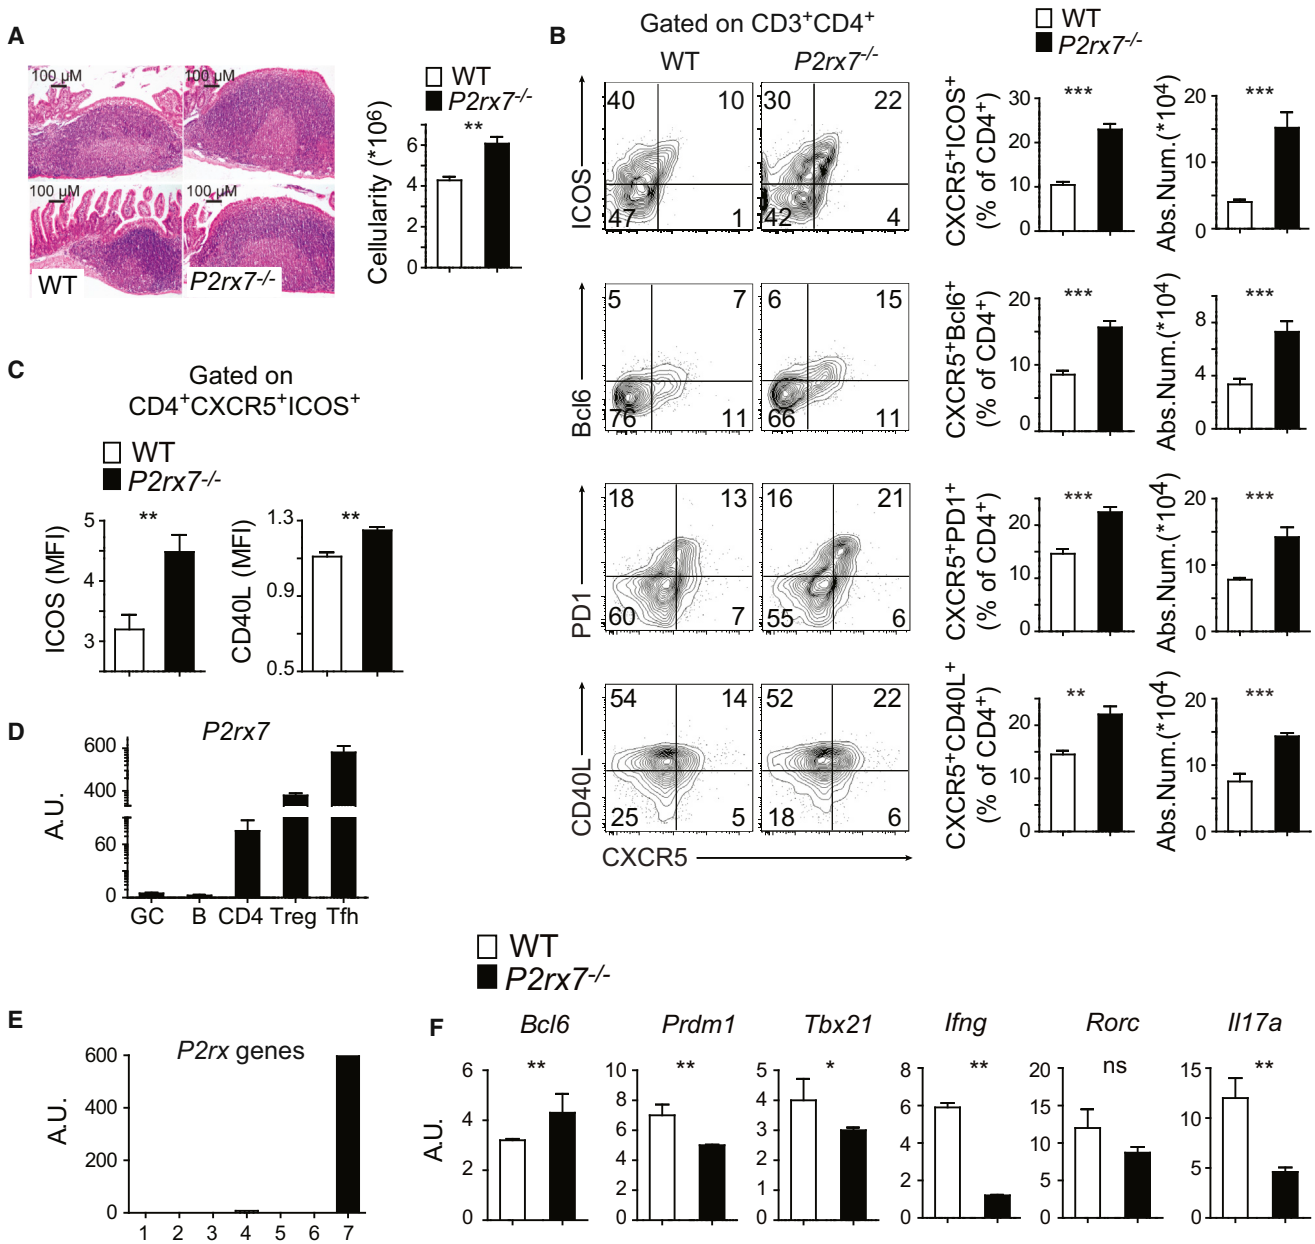 A
100 µM
100 µM
100 µM
100 µM
WT
P2rx7-/-
WT
P2rx7-/-
Cellularity (*10⁶)
**
6
4
2
0
B
Gated on CD3⁺CD4⁺
WT
P2rx7-/-
WT
P2rx7-/-
ICOS
40 10
47 1
30 22
42 4
CXCR5⁺ICOS⁺
(% of CD4⁺)
***
30
20
10
0
Abs.Num.(*10⁴)
***
20
10
0
Bcl6
5 7
76 11
6 15
66 11
CXCR5⁺Bcl6⁺
(% of CD4⁺)
***
20
10
0
Abs.Num.(*10⁴)
***
8
4
0
PD1
18 13
60 7
16 21
55 6
CXCR5⁺PD1⁺
(% of CD4⁺)
***
20
10
0
Abs.Num.(*10⁴)
***
20
10
0
CD40L
54 14
25 5
52 22
18 6
CXCR5
CXCR5⁺CD40L⁺
(% of CD4⁺)
**
20
10
0
Abs.Num.(*10⁴)
***
20
10
0
C
Gated on
CD4⁺CXCR5⁺ICOS⁺
WT
P2rx7-/-
ICOS (MFI)
**
5
4
3
CD40L (MFI)
**
1.3
0.9
0.5
D
P2rx7
A.U.
600
400
60
0
GC B CD4 Treg Tfh
E
P2rx genes
A.U.
600
400
200
0
1 2 3 4 5 6 7
WT
P2rx7-/-
F
A.U.
Bcl6
**
6
4
2
0
Prdm1
**
10
8
6
4
2
0
Tbx21
*
5
4
3
2
1
0
Ifng
**
8
6
4
2
0
Rorc
ns
20
15
10
5
0
Il17a
**
15
10
5
0